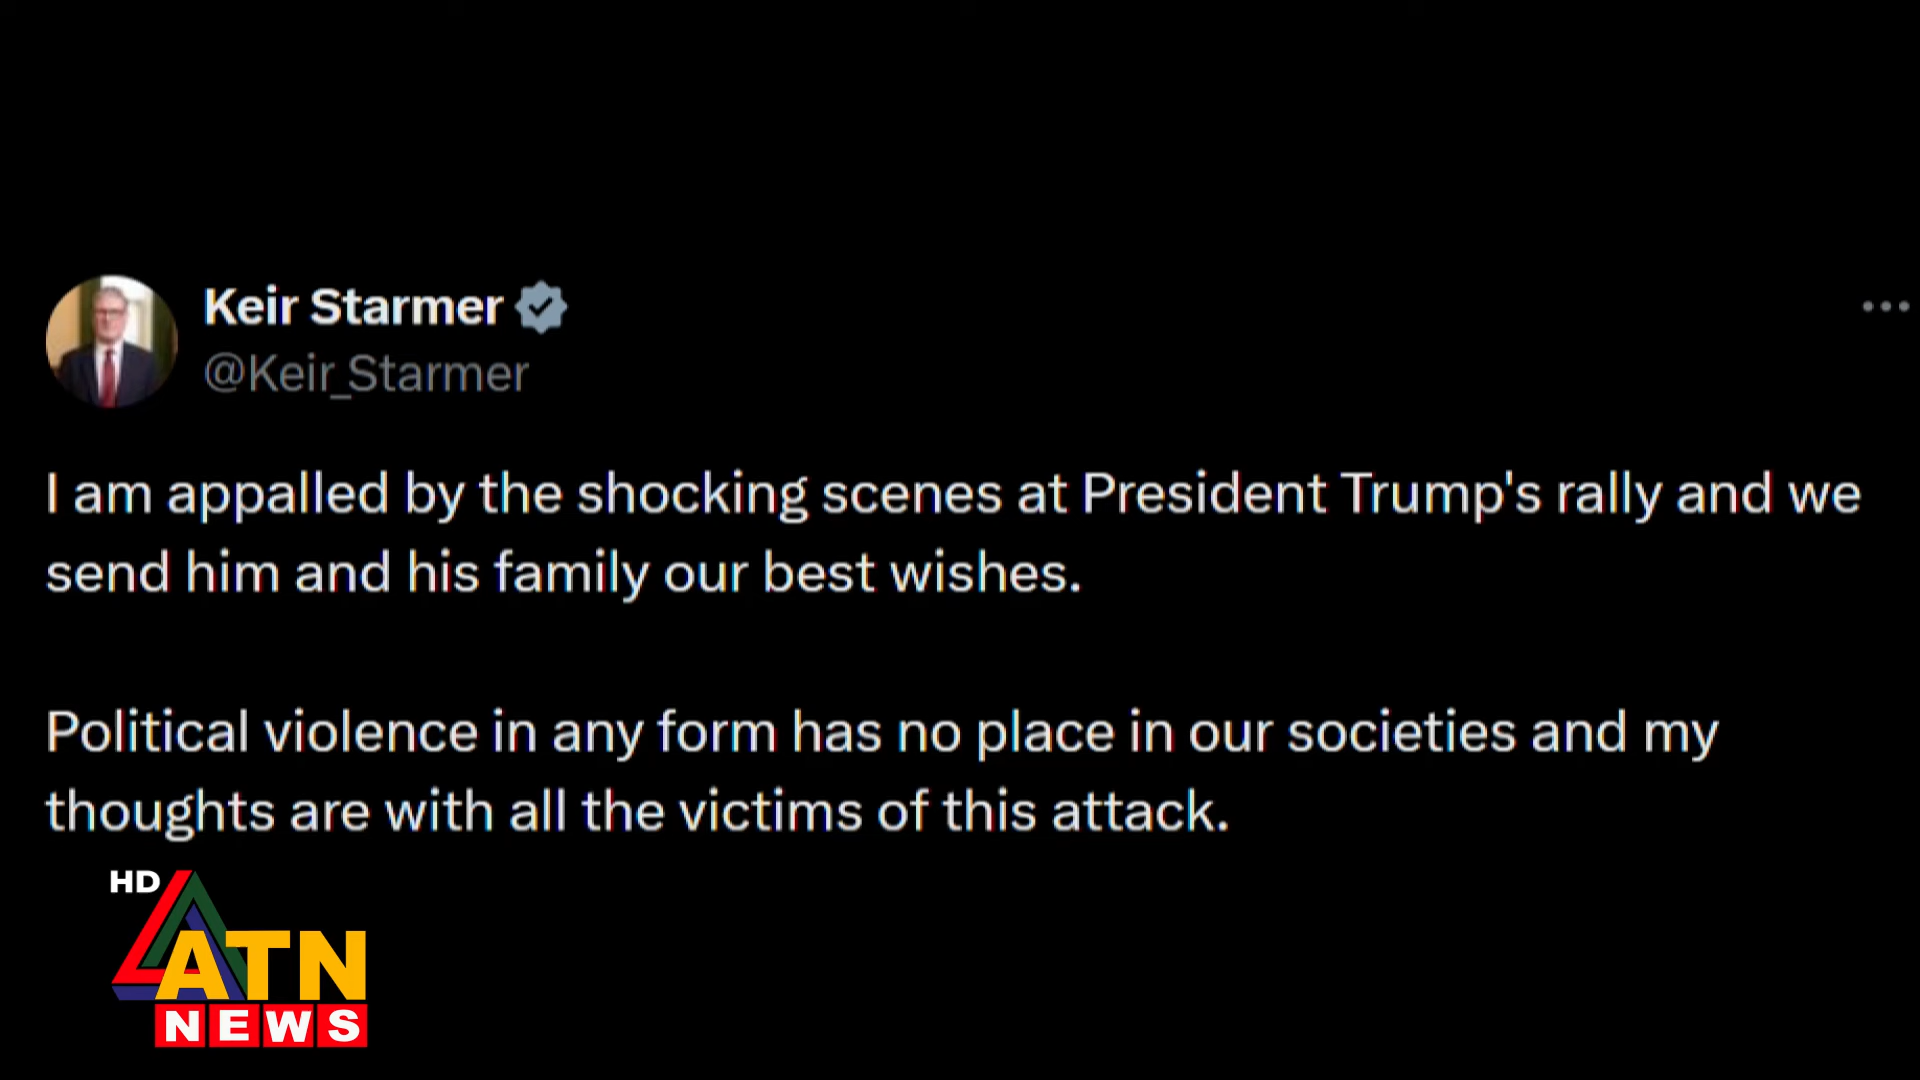 Keir Starmer
@Keir_Starmer
I am appalled by the shocking scenes at President Trump's rally and we
send him and his family our best wishes.
Political violence in any form has no place in our societies and my
thoughts are with all the victims of this attack.
HD
ATN
NEWS